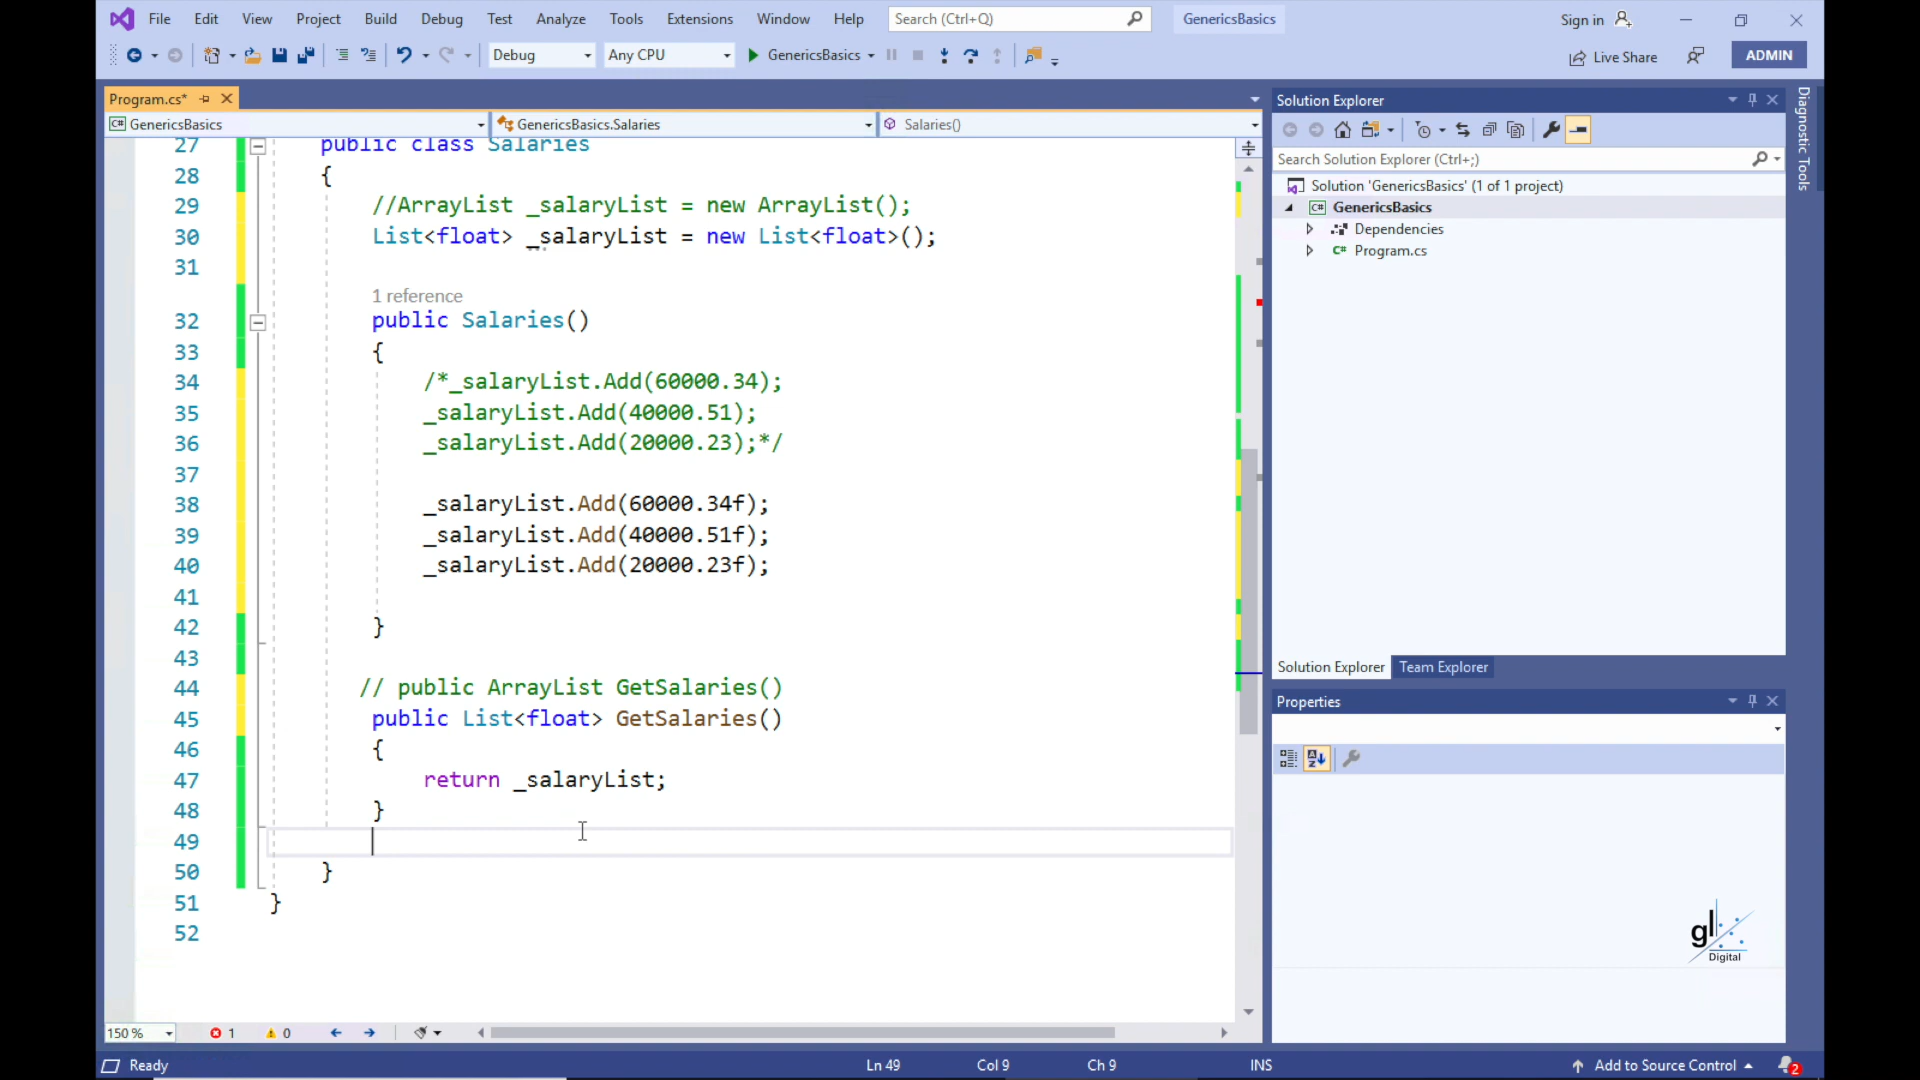 File Edit View Project Build Debug Test Analyze Tools Extensions Window Help Search (Ctrl+Q) GenericsBasics Sign in
Debug Any CPU GenericsBasics Live Share ADMIN
Program.cs*
GenericsBasics GenericsBasics.Salaries Salaries()
27 public class Salaries
28 {
29 //ArrayList _salaryList = new ArrayList();
30 List<float> _salaryList = new List<float>();
31
1 reference
32 public Salaries()
33 {
34 /*_salaryList.Add(60000.34);
35 _salaryList.Add(40000.51);
36 _salaryList.Add(20000.23);*/
37
38 _salaryList.Add(60000.34f);
39 _salaryList.Add(40000.51f);
40 _salaryList.Add(20000.23f);
41
42 }
43
44 // public ArrayList GetSalaries()
45 public List<float> GetSalaries()
46 {
47 return _salaryList;
48 }
49
50 }
51 }
52
150 % 1 0
Solution Explorer
Search Solution Explorer (Ctrl+;)
Solution 'GenericsBasics' (1 of 1 project)
C# GenericsBasics
Dependencies
C# Program.cs
Solution Explorer Team Explorer
Properties
Diagnostic Tools
gl
Digital
Ready Ln 49 Col 9 Ch 9 INS Add to Source Control 2